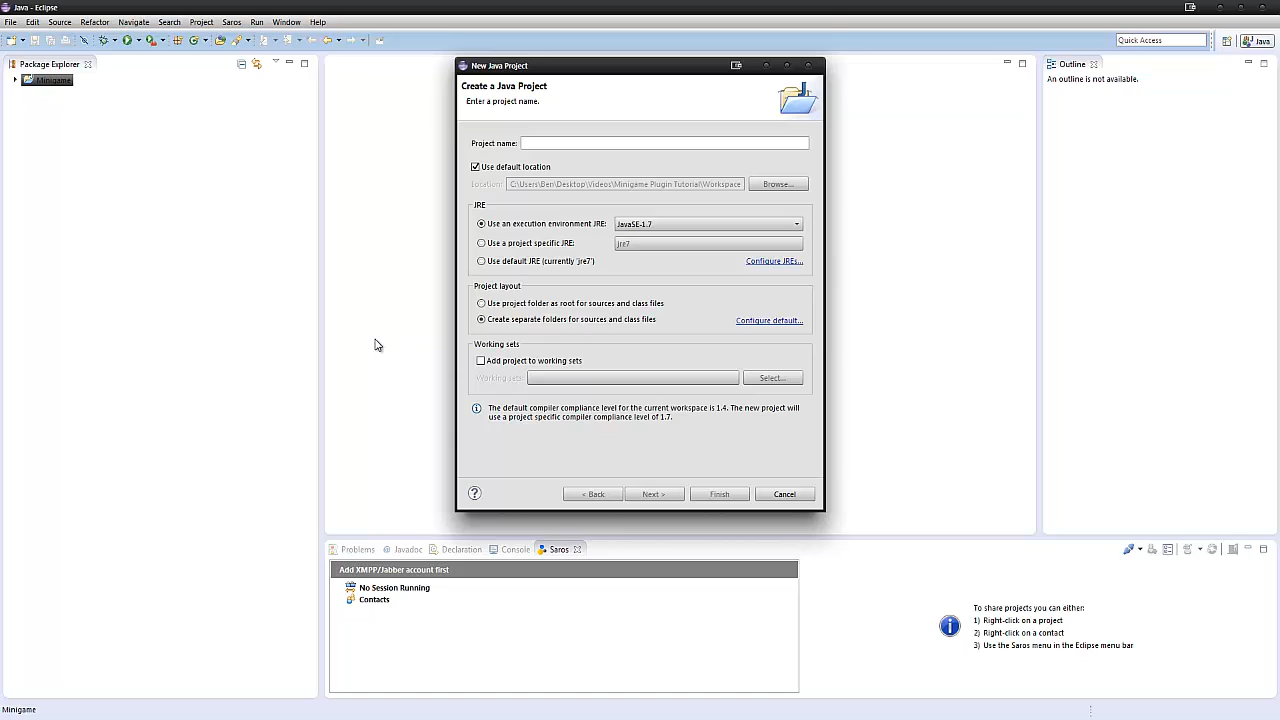 Java - Eclipse
File Edit Source Refactor Navigate Search Project Saros Run Window Help
Quick Access
Java
Package Explorer
Minigame
New Java Project
Create a Java Project
Enter a project name.
Project name:
Use default location
Location: C:\Users\Ben\Desktop\Videos\Minigame Plugin Tutorial\Workspace Browse...
JRE
Use an execution environment JRE: JavaSE-1.7
Use a project specific JRE: jre7
Use default JRE (currently 'jre7') Configure JREs...
Project layout
Use project folder as root for sources and class files
Create separate folders for sources and class files Configure default...
Working sets
Add project to working sets
Working sets: Select...
The default compiler compliance level for the current workspace is 1.4. The new project will
use a project specific compiler compliance level of 1.7.
? < Back Next > Finish Cancel
Outline
An outline is not available.
Problems @ Javadoc Declaration Console Saros
Add XMPP/Jabber account first
No Session Running
Contacts
To share projects you can either:
1) Right-click on a project
2) Right-click on a contact
3) Use the Saros menu in the Eclipse menu bar
Minigame